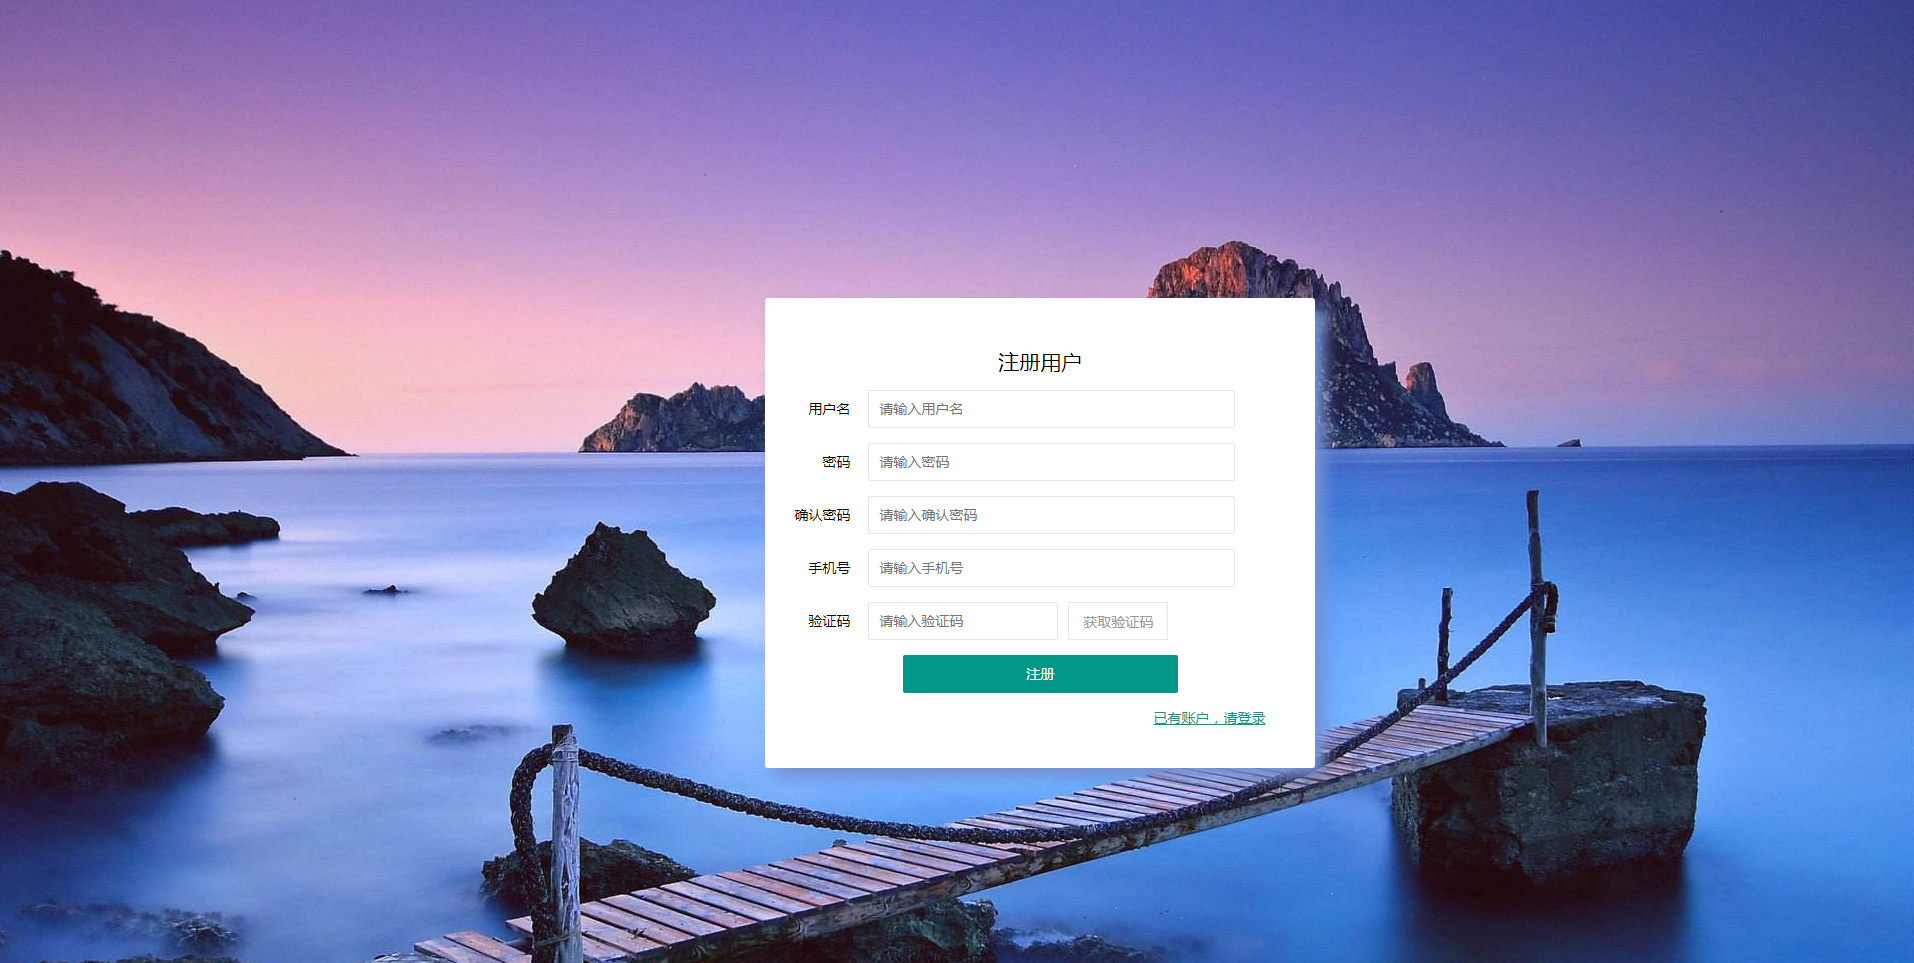 注册用户
用户名 请输入用户名
密码 请输入密码
确认密码 请输入确认密码
手机号 请输入手机号
验证码 请输入验证码 获取验证码
注册
已有账户，请登录